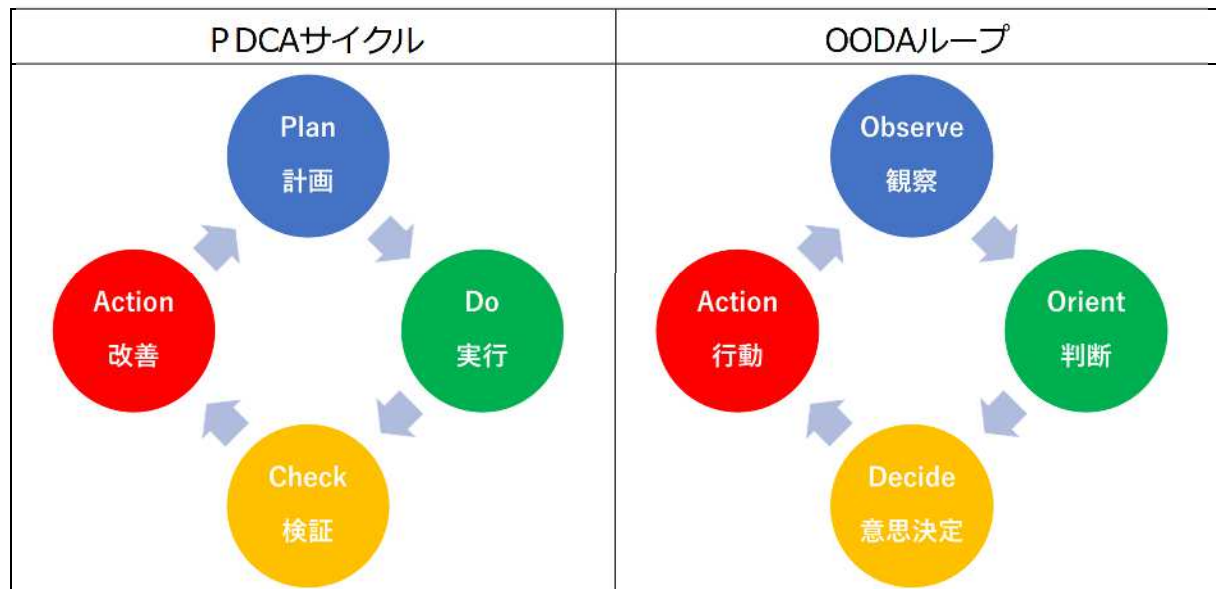 PDCAサイクル
Plan
計画
Action
改善
Do
実行
Check
検証
OODAループ
Observe
観察
Action
行動
Orient
判断
Decide
意思決定